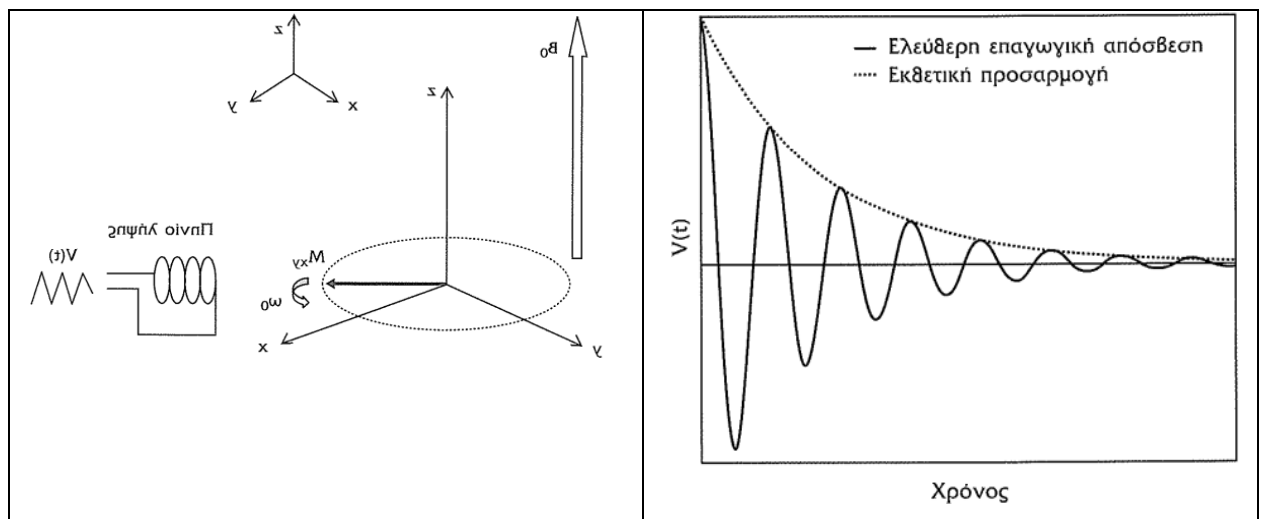 z
y
x
B₀
z
Πηνίο λήψης
V(t)
Mxy
ω₀
x
y
Ελεύθερη επαγωγική απόσβεση
Εκθετική προσαρμογή
V(t)
Χρόνος